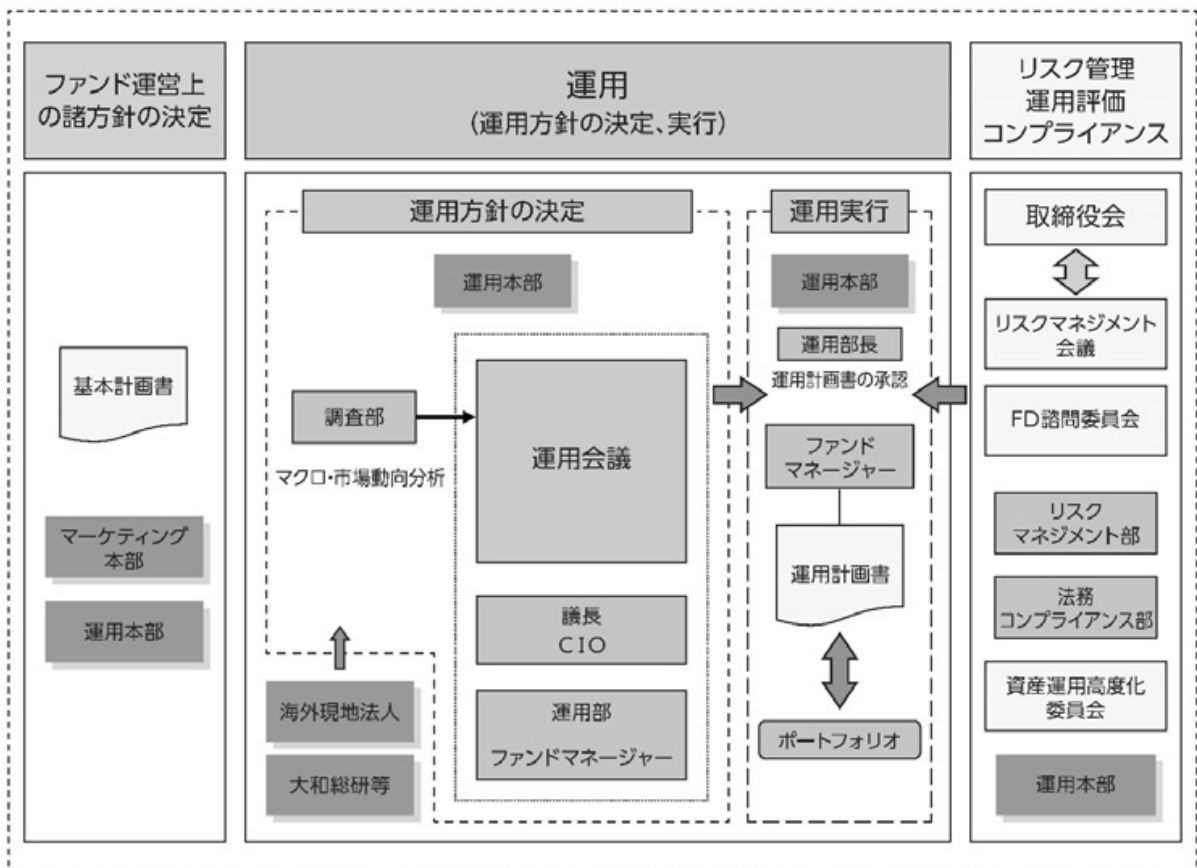 ファンド運営上
の諸方針の決定
基本計画書
マーケティング
本部
運用本部
運用
(運用方針の決定、実行)
運用方針の決定
運用本部
調査部
マクロ・市場動向分析
運用会議
議長
CIO
運用部
ファンドマネージャー
海外現地法人
大和総研等
運用実行
運用本部
運用部長
運用計画書の承認
ファンド
マネージャー
運用計画書
ポートフォリオ
リスク管理
運用評価
コンプライアンス
取締役会
リスクマネジメント
会議
FD諮問委員会
リスク
マネジメント部
法務
コンプライアンス部
資産運用高度化
委員会
運用本部